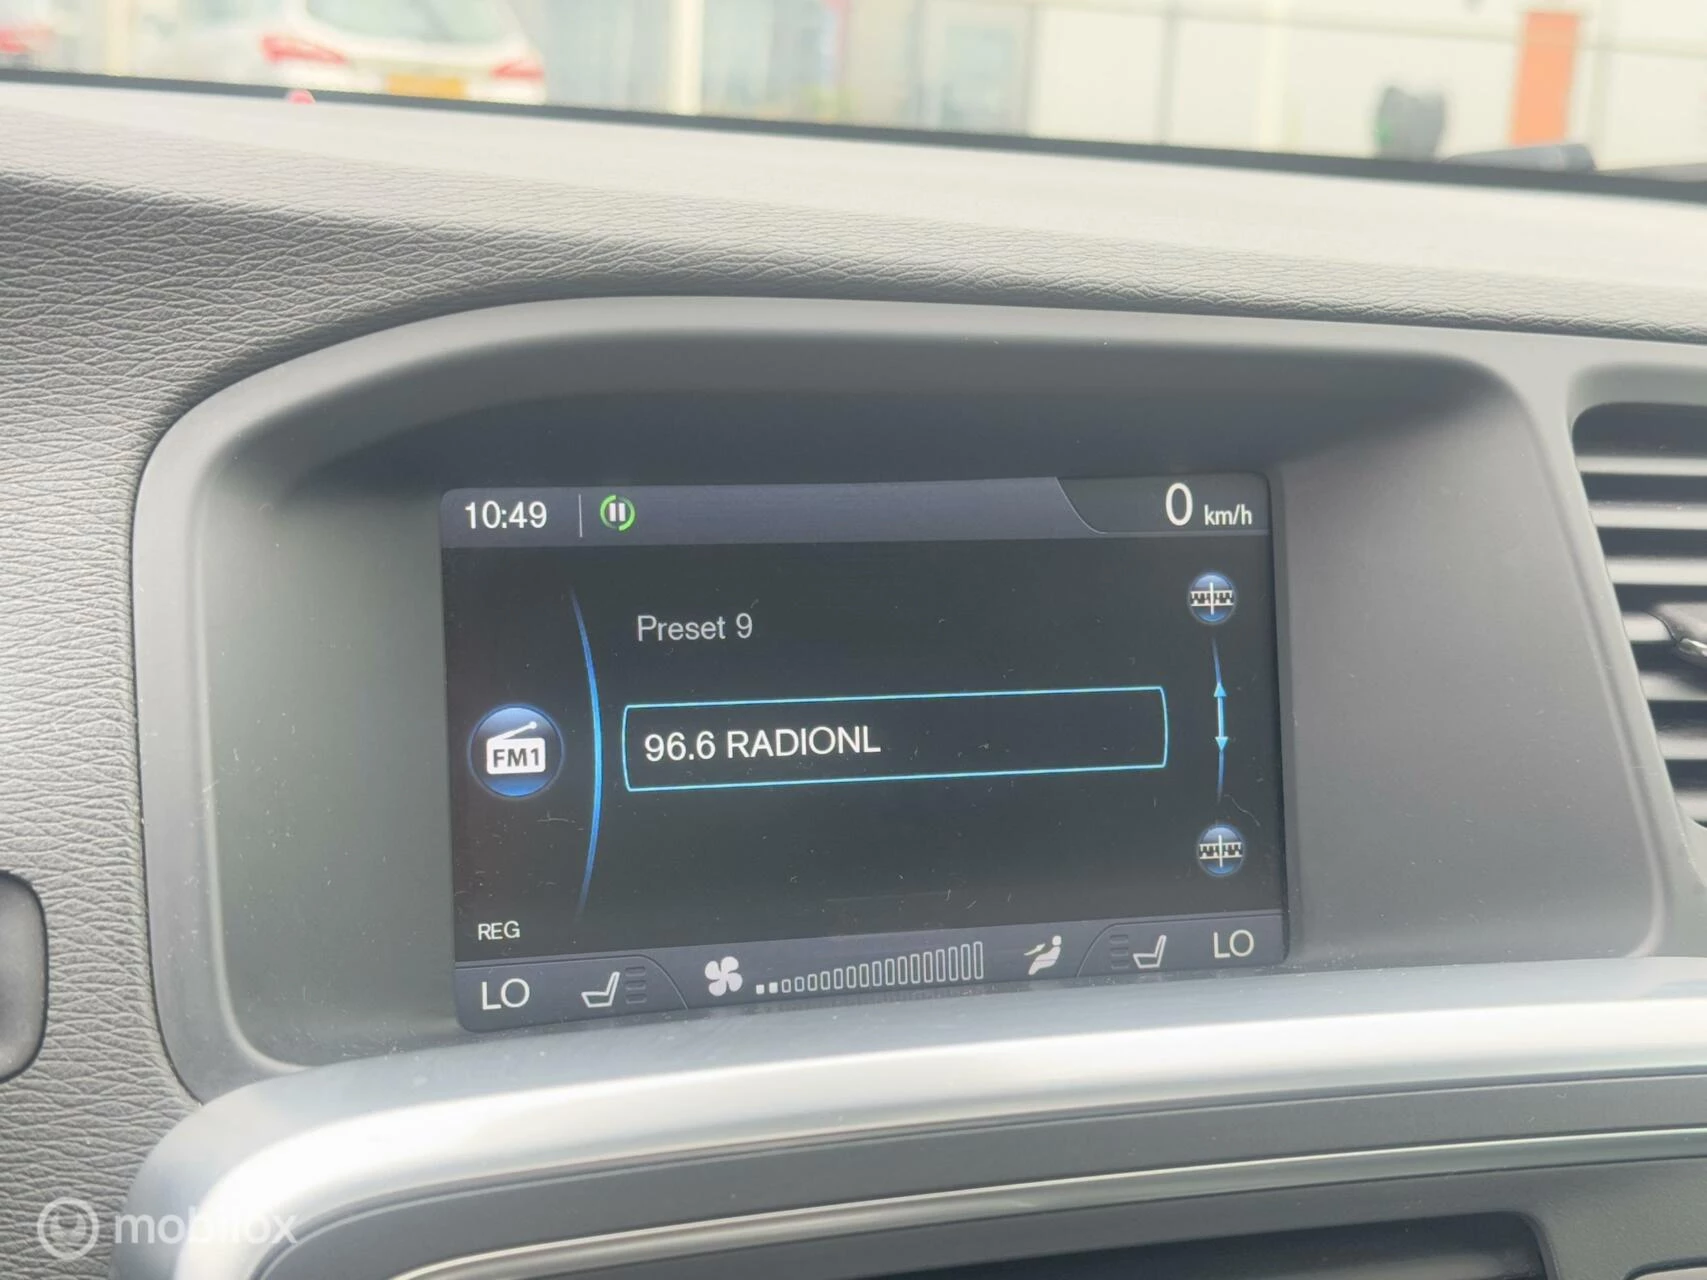 10:49
0 km/h
Preset 9
FM1
96.6 RADIONL
REG
LO
LO
mobilox